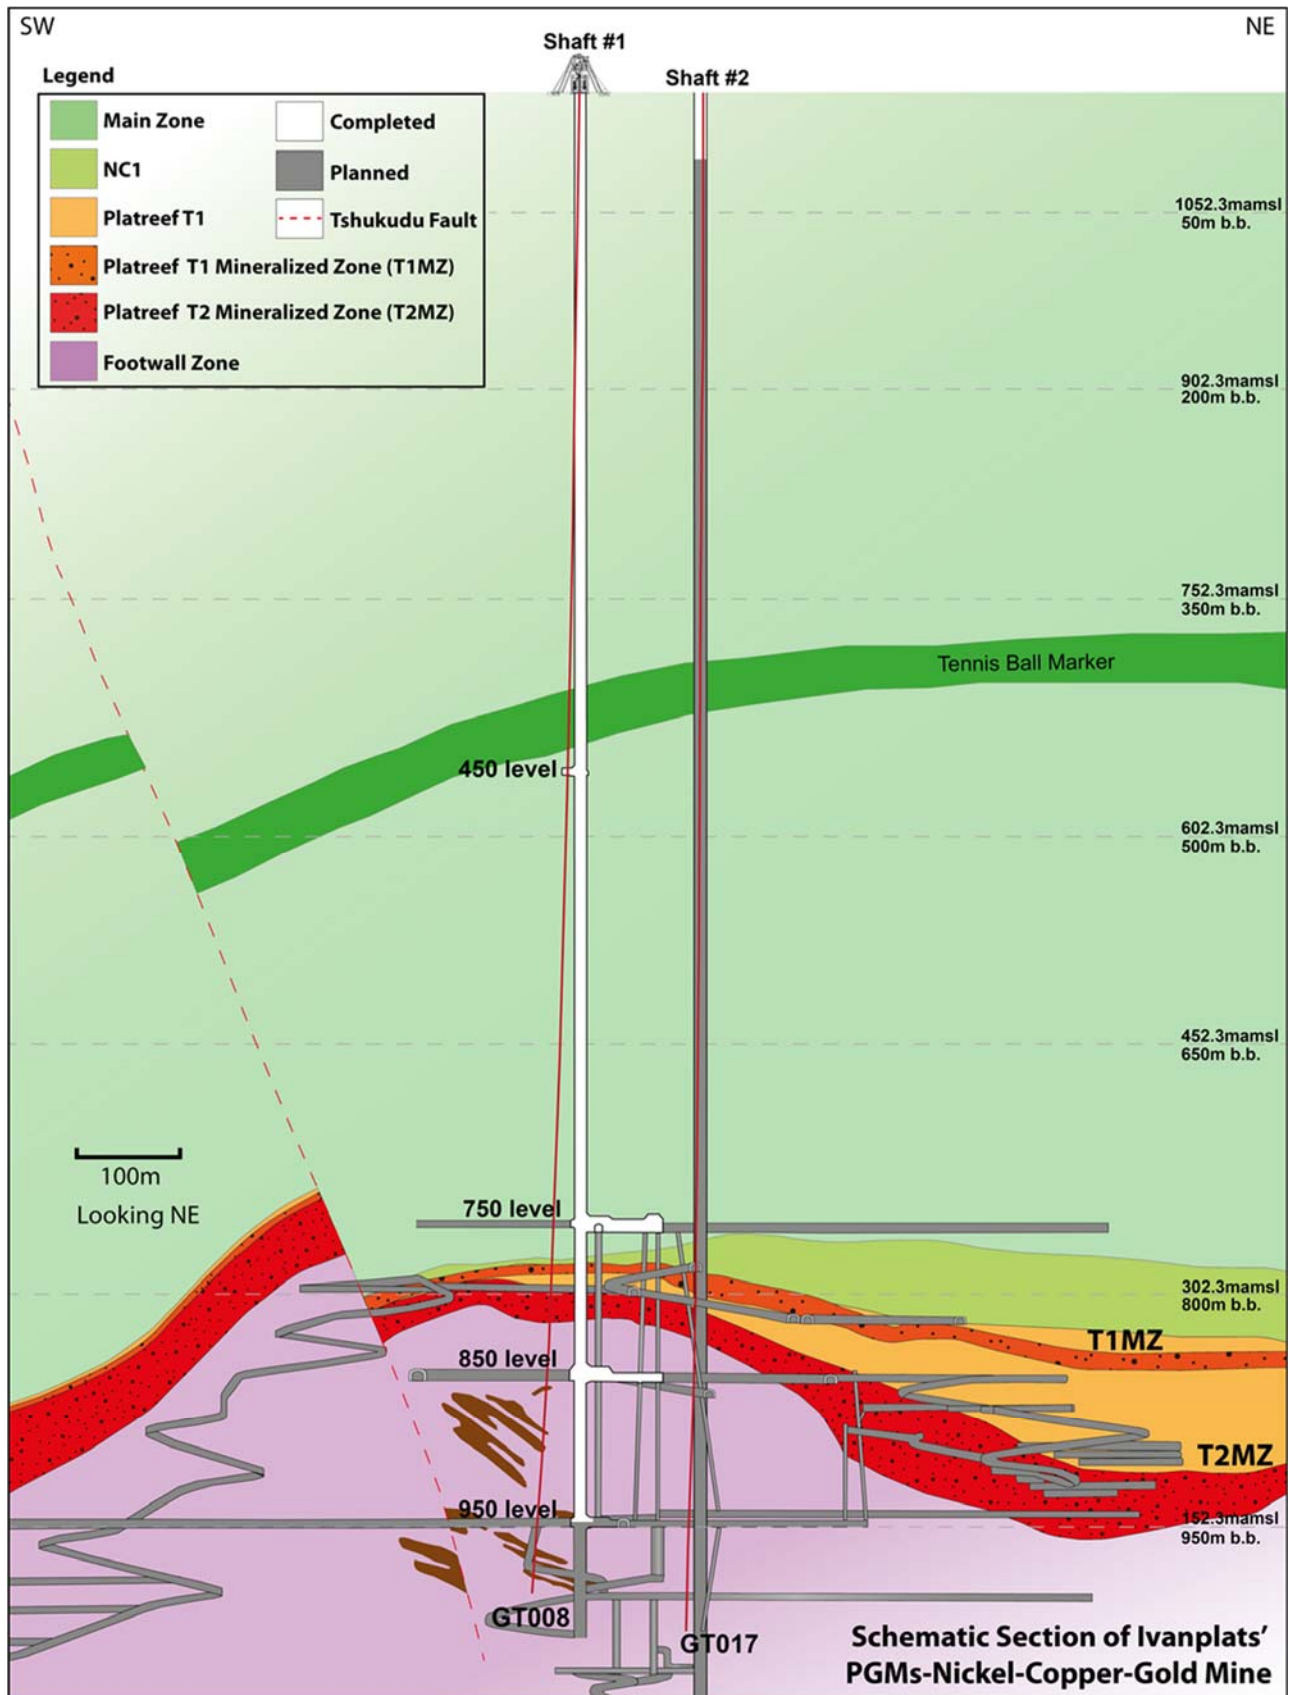 SW
NE
Shaft #1
Shaft #2
Legend
Main Zone
Completed
NC1
Planned
Platreef T1
Tshukudu Fault
Platreef T1 Mineralized Zone (T1MZ)
Platreef T2 Mineralized Zone (T2MZ)
Footwall Zone
1052.3mamsl
50m b.b.
902.3mamsl
200m b.b.
752.3mamsl
350m b.b.
Tennis Ball Marker
450 level
602.3mamsl
500m b.b.
452.3mamsl
650m b.b.
100m
Looking NE
750 level
302.3mamsl
800m b.b.
T1MZ
850 level
T2MZ
950 level
152.3mamsl
950m b.b.
GT008
GT017
Schematic Section of Ivanplats’
PGMs-Nickel-Copper-Gold Mine